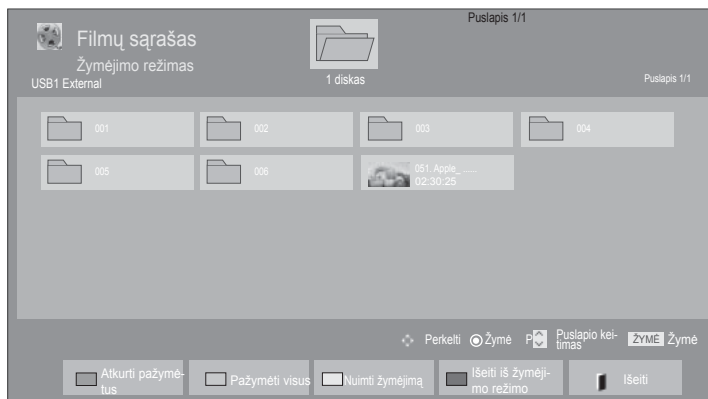 Puslapis 1/1
Filmų sąrašas
Žymėjimo režimas
USB1 External
1 diskas
Puslapis 1/1
001
002
003
004
005
006
051. Apple_ ......
02:30:25
Perkelti
Žymė
P
Puslapio kei-
timas
ŽYMĖ Žymė
Atkurti pažymė-
tus
Pažymėti visus
Nuimti žymėjimą
Išeiti iš žymėji-
mo režimo
Išeiti